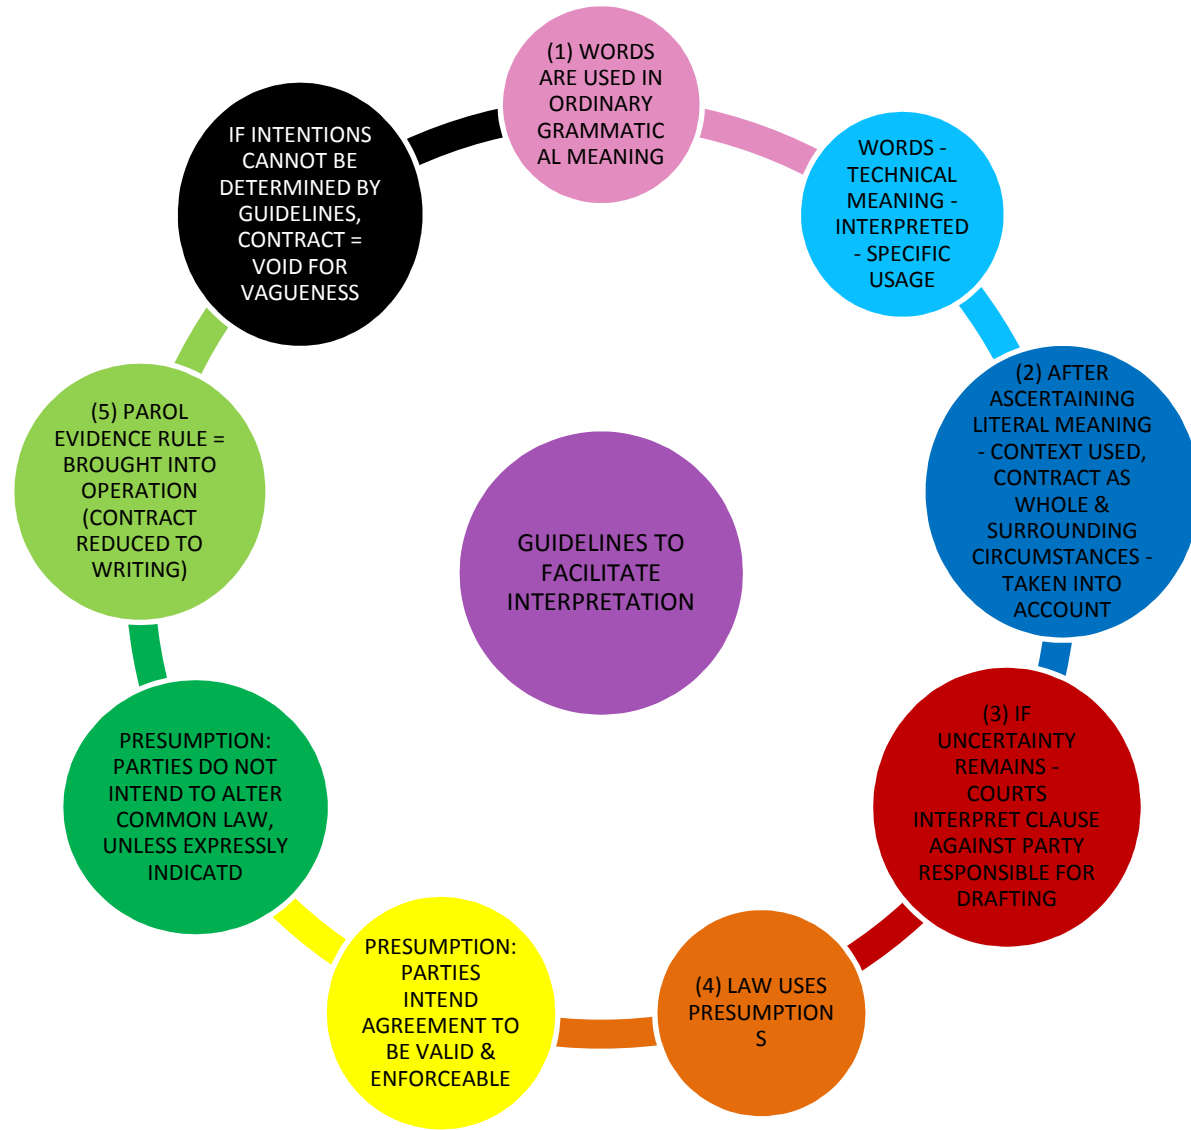 (1) WORDS
ARE USED IN
ORDINARY
GRAMMATIC
AL MEANING
WORDS -
TECHNICAL
MEANING -
INTERPRETED
- SPECIFIC
USAGE
(2) AFTER
ASCERTAINING
LITERAL MEANING
- CONTEXT USED,
CONTRACT AS
WHOLE &
SURROUNDING
CIRCUMSTANCES -
TAKEN INTO
ACCOUNT
(3) IF
UNCERTAINTY
REMAINS -
COURTS
INTERPRET CLAUSE
AGAINST PARTY
RESPONSIBLE FOR
DRAFTING
(4) LAW USES
PRESUMPTION
S
PRESUMPTION:
PARTIES
INTEND
AGREEMENT TO
BE VALID &
ENFORCEABLE
PRESUMPTION:
PARTIES DO NOT
INTEND TO ALTER
COMMON LAW,
UNLESS EXPRESSLY
INDICATD
(5) PAROL
EVIDENCE RULE =
BROUGHT INTO
OPERATION
(CONTRACT
REDUCED TO
WRITING)
IF INTENTIONS
CANNOT BE
DETERMINED BY
GUIDELINES,
CONTRACT =
VOID FOR
VAGUENESS
GUIDELINES TO
FACILITATE
INTERPRETATION